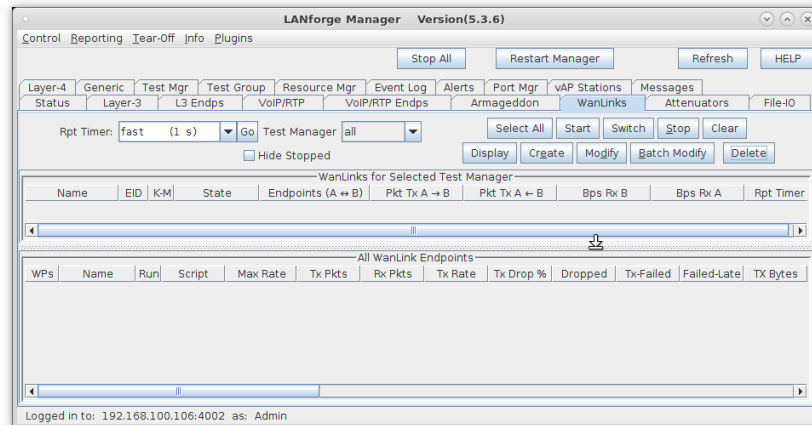 LANforge Manager Version(5.3.6)
Control Reporting Tear-Off Info Plugins
Stop All Restart Manager Refresh HELP
Layer-4 Generic Test Mgr Test Group Resource Mgr Event Log Alerts Port Mgr vAP Stations Messages
Status Layer-3 L3 Endps VoIP/RTP VoIP/RTP Endps Armageddon WanLinks Attenuators File-IO
Rpt Timer: fast (1 s) Go Test Manager all Select All Start Switch Stop Clear
Hide Stopped Display Create Modify Batch Modify Delete
WanLinks for Selected Test Manager
Name EID K-M State Endpoints (A ↔ B) Pkt Tx A → B Pkt Tx A ← B Bps Rx B Bps Rx A Rpt Timer
All WanLink Endpoints
WPs Name Run Script Max Rate Tx Pkts Rx Pkts Tx Rate Tx Drop % Dropped Tx-Failed Failed-Late TX Bytes
Logged in to: 192.168.100.106:4002 as: Admin